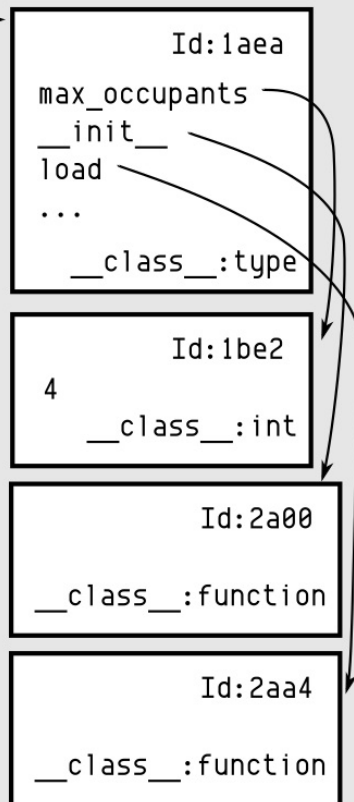 Id:1aea
max_occupants
__init__
load
...
__class__:type
Id:1be2
4
__class__:int
Id:2a00
__class__:function
Id:2aa4
__class__:function